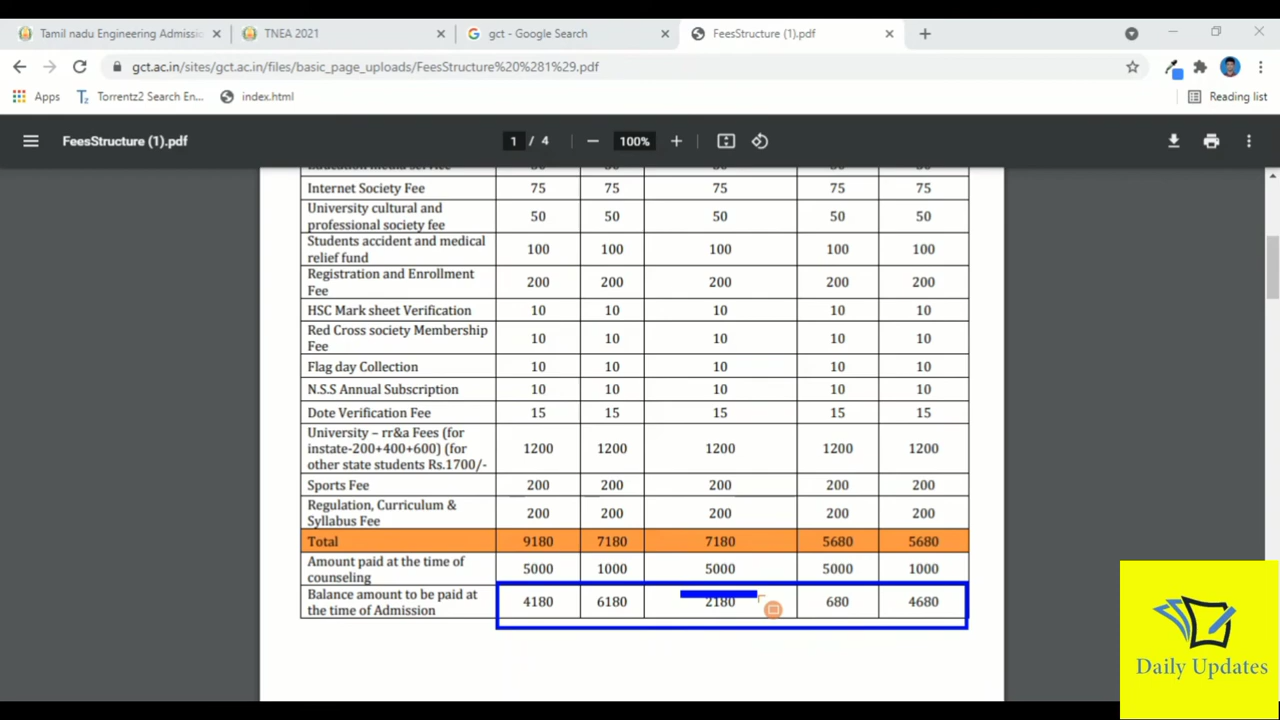 Tamil nadu Engineering Admissio
TNEA 2021
gct - Google Search
FeesStructure (1).pdf
gct.ac.in/sites/gct.ac.in/files/basic_page_uploads/FeesStructure%20%281%29.pdf
Apps
Torrentz2 Search En...
index.html
Reading list
FeesStructure (1).pdf
1 / 4
100%
Internet Society Fee 75 75 75 75 75
University cultural and
professional society fee 50 50 50 50 50
Students accident and medical
relief fund 100 100 100 100 100
Registration and Enrollment
Fee 200 200 200 200 200
HSC Mark sheet Verification 10 10 10 10 10
Red Cross society Membership
Fee 10 10 10 10 10
Flag day Collection 10 10 10 10 10
N.S.S Annual Subscription 10 10 10 10 10
Dote Verification Fee 15 15 15 15 15
University – rr&a Fees (for
instate-200+400+600) (for 1200 1200 1200 1200 1200
other state students Rs.1700/-
Sports Fee 200 200 200 200 200
Regulation, Curriculum &
Syllabus Fee 200 200 200 200 200
Total 9180 7180 7180 5680 5680
Amount paid at the time of
counseling 5000 1000 5000 5000 1000
Balance amount to be paid at
the time of Admission 4180 6180 2180 680 4680
Daily Updates